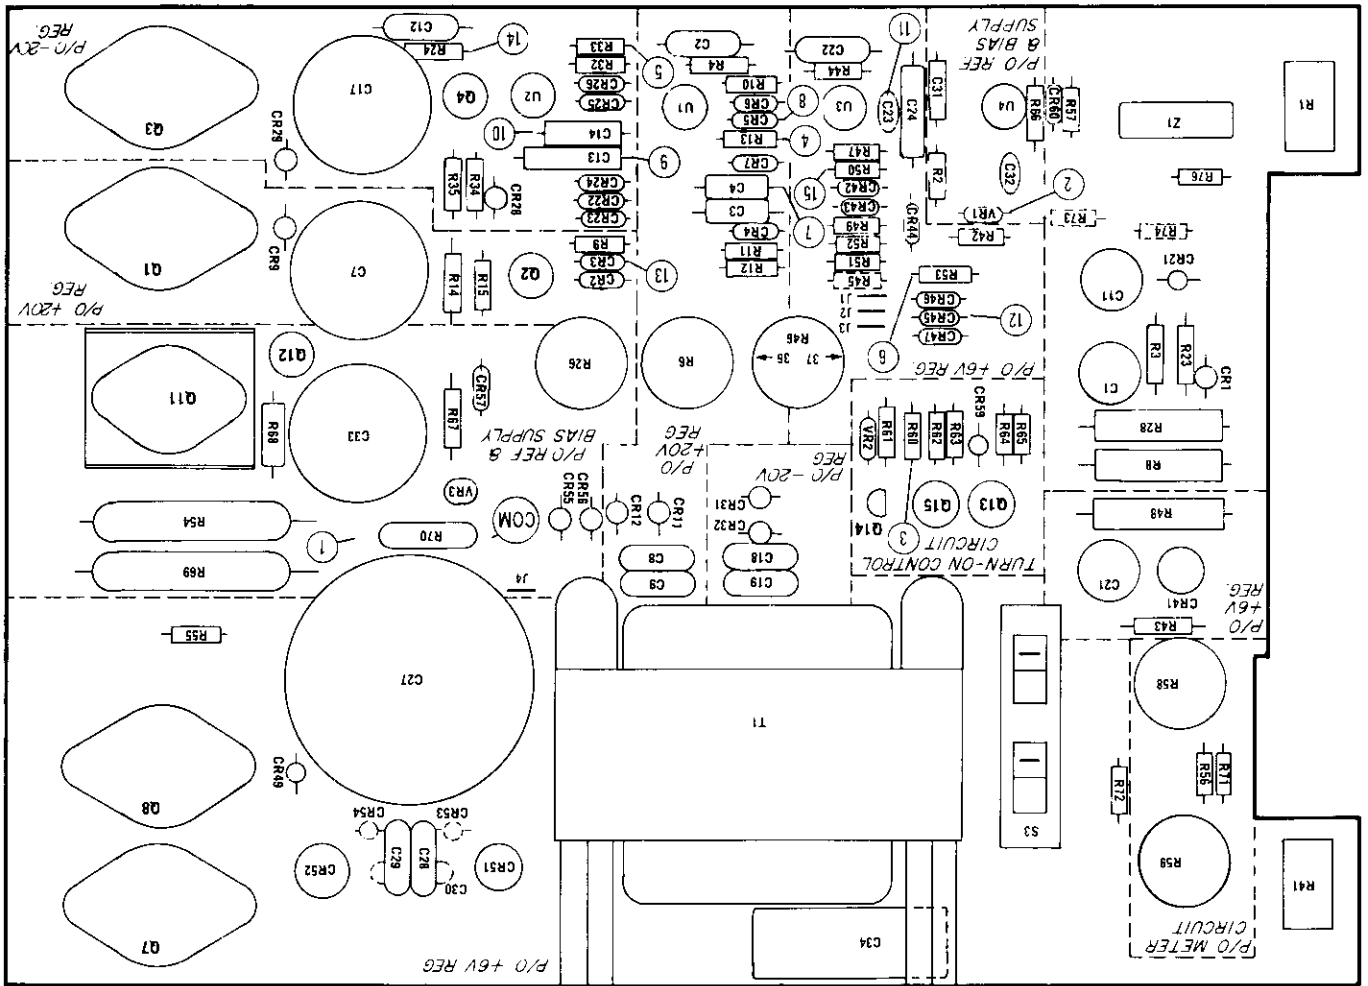 P/O -20V
REG.
C12
R24
14
R33
R32
CR26
CR25
5
C2
R4
C22
R44
11
P/O REF
& BIAS
SUPPLY
R1
Q3
C17
CR29
Q4
U2
10
C14
C13
9
U1
R10
CR6
CR5
8
R13
4
CR7
U3
C23
C24
C31
U4
R66
CR60
R57
Z1
R35
R34
CR28
CR24
CR22
CR23
C4
C3
7
R47
R50
15
CR42
CR43
R2
C32
2
VR1
R76
Q1
CR9
C7
R9
CR3
CR2
13
CR4
R11
R12
R49
R52
R51
R45
CR44
R42
R73
R74
P/O +20V
REG.
R14
R15
Q2
R53
6
CR46
CR45
CR47
12
J1
J2
J3
CR21
C11
Q11
Q12
R68
C33
R67
CR57
R26
R6
R46
36
37
P/O +6V REG.
R3
R23
CR1
C1
P/O REF &
BIAS SUPPLY
P/O
+20V
REG
P/O -20V
REG
VR2
R61
R60
R62
R63
CR59
R64
R65
R28
R8
R54
R69
1
R70
VR3
COM
CR55
CR56
CR12
CR11
CR31
CR32
Q14
3
Q15
Q13
TURN-ON CONTROL
CIRCUIT
R48
C21
CR41
P/O
+6V
REG.
J4
C8
C9
C18
C19
R43
R55
C27
T1
R58
Q8
CR49
S3
R72
R56
R71
CR54
CR53
C29
C28
C30
CR52
CR51
R59
R41
Q7
C34
P/O METER
CIRCUIT
P/O +6V REG